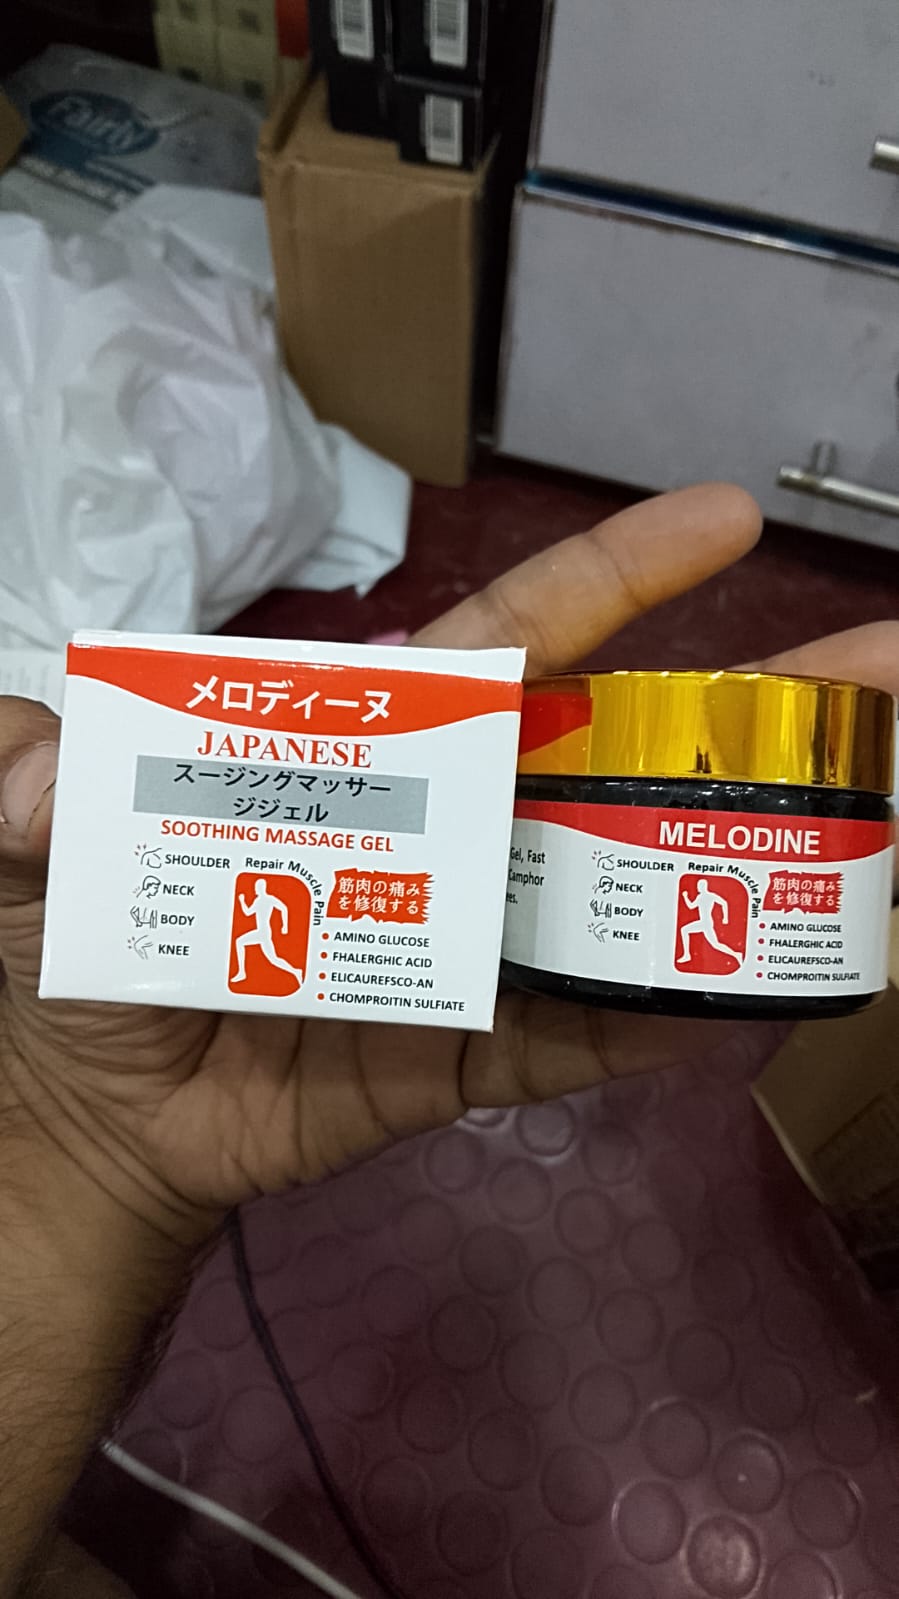 Fairly
メロディーヌ
JAPANESE
スージングマッサー
ジジェル
SOOTHING MASSAGE GEL
SHOULDER
NECK
BODY
KNEE
Repair Muscle Pain
筋肉の痛み
を修復する
AMINO GLUCOSE
FHALERGHIC ACID
ELICAUREFSCO-AN
CHOMPROITIN SULFIATE
MELODINE
Gel, Fast
Camphor
SHOULDER
NECK
BODY
KNEE
Repair Muscle Pain
筋肉の痛み
を修復する
AMINO GLUCOSE
FHALERGHIC ACID
ELICAUREFSCO-AN
CHOMPROITIN SULFIATE